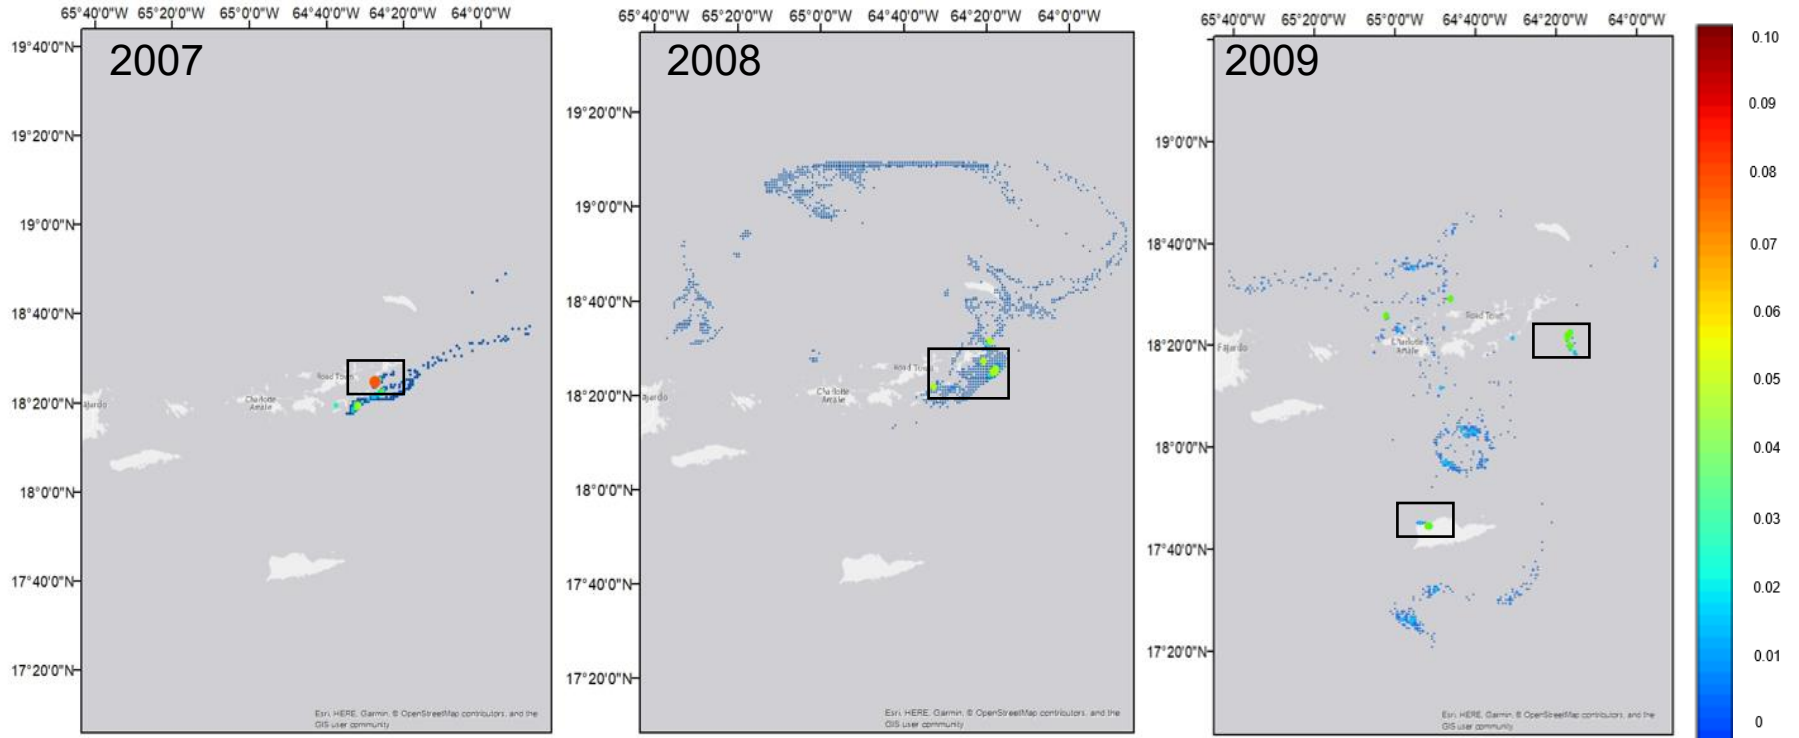 65°40'0"W 65°20'0"W 65°0'0"W 64°40'0"W 64°20'0"W 64°0'0"W
2007
19°40'0"N
19°20'0"N
19°0'0"N
18°40'0"N
18°20'0"N
18°0'0"N
17°40'0"N
17°20'0"N
Road Town
Charlotte
Amalie
Fajardo
Esri, HERE, Garmin, © OpenStreetMap contributors, and the
GIS user community
65°40'0"W 65°20'0"W 65°0'0"W 64°40'0"W 64°20'0"W 64°0'0"W
2008
19°20'0"N
19°0'0"N
18°40'0"N
18°20'0"N
18°0'0"N
17°40'0"N
17°20'0"N
Road Town
Charlotte
Amalie
ajardo
Esri, HERE, Garmin, © OpenStreetMap contributors, and the
GIS user community
65°40'0"W 65°20'0"W 65°0'0"W 64°40'0"W 64°20'0"W 64°0'0"W
2009
19°0'0"N
18°40'0"N
18°20'0"N
18°0'0"N
17°40'0"N
17°20'0"N
Road Town
Charlotte
Amalie
Fajardo
Esri, HERE, Garmin, © OpenStreetMap contributors, and the
GIS user community
0.10
0.09
0.08
0.07
0.06
0.05
0.04
0.03
0.02
0.01
0